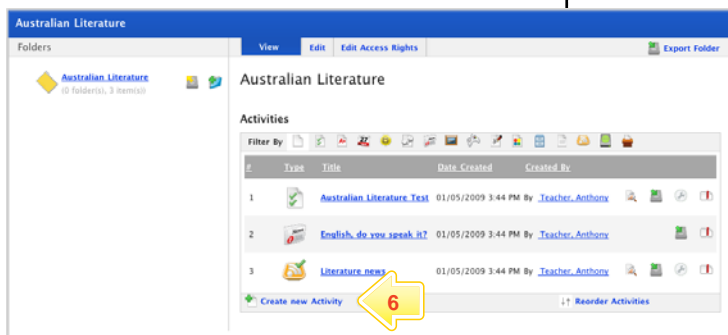 Australian Literature
Folders
View Edit Edit Access Rights Export Folder
Australian Literature
(0 folder(s), 3 item(s))
Australian Literature
Activities
Filter By
# Type Title Date Created Created By
1 Australian Literature Test 01/05/2009 3:44 PM By Teacher, Anthony
2 English, do you speak it? 01/05/2009 3:44 PM By Teacher, Anthony
3 Literature news 01/05/2009 3:44 PM By Teacher, Anthony
Create new Activity 6 Reorder Activities